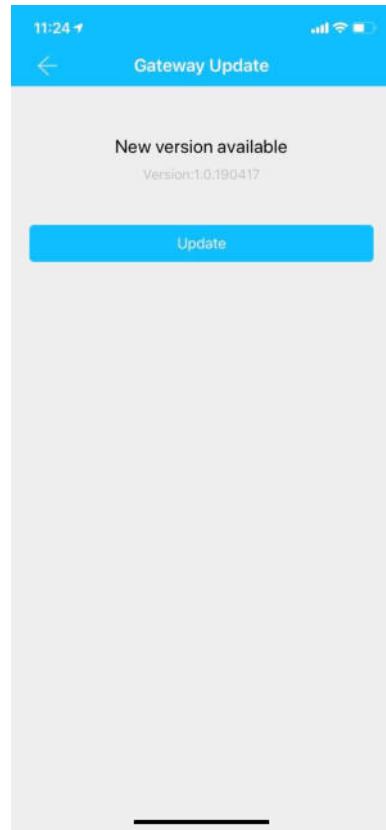 11:24
Gateway Update
New version available
Version:1.0.190417
Update